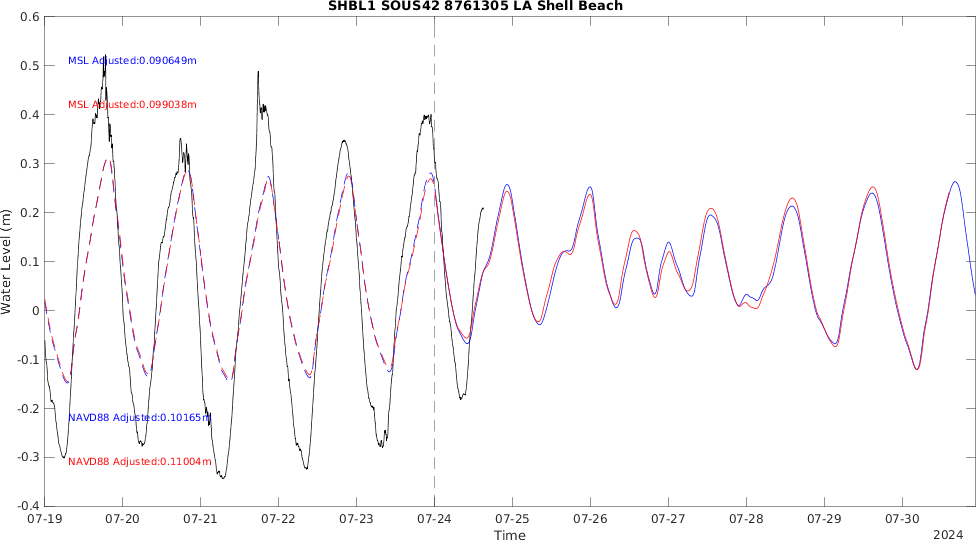 SHBL1 SOUS42 8761305 LA Shell Beach
0.6
0.5
0.4
0.3
0.2
0.1
0
-0.1
-0.2
-0.3
-0.4
Water Level (m)
MSL Adjusted:0.090649m
MSL Adjusted:0.099038m
NAVD88 Adjusted:0.10165m
NAVD88 Adjusted:0.11004m
07-19 07-20 07-21 07-22 07-23 07-24 07-25 07-26 07-27 07-28 07-29 07-30
Time
2024